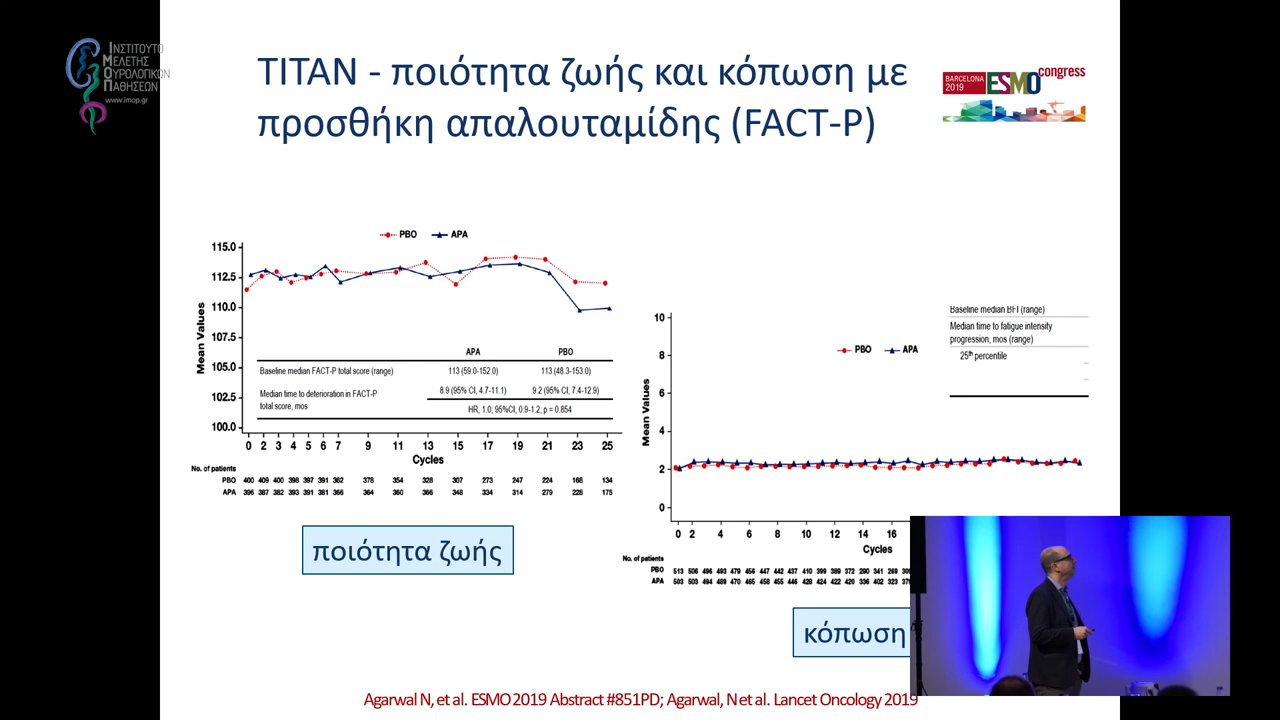 ΙΝΣΤΙΤΟΥΤΟ
ΜΕΛΕΤΗΣ
ΟΥΡΟΛΟΓΙΚΩΝ
ΠΑΘΗΣΕΩΝ
www.imop.gr
TITAN - ποιότητα ζωής και κόπωση με
προσθήκη απαλουταμίδης (FACT-P)
BARCELONA
2019
ESMO congress
PBO APA
115.0
112.5
110.0
107.5
105.0
102.5
100.0
Mean Values
APA PBO
Baseline median FACT-P total score (range) 113 (59.0-152.0) 113 (48.3-153.0)
Median time to deterioration in FACT-P
total score, mos
8.9 (95% CI, 4.7-11.1) 9.2 (95% CI, 7.4-12.9)
HR, 1.0; 95%CI, 0.9-1.2; p = 0.854
0 2 3 4 5 6 7 9 11 13 15 17 19 21 23 25
Cycles
No. of patients
PBO 400 409 400 398 397 391 382 378 354 328 307 273 247 224 168 134
APA 396 387 382 393 391 381 366 364 360 366 348 334 314 279 228 175
ποιότητα ζωής
Baseline median BFI (range)
Median time to fatigue intensity
progression, mos (range)
25th percentile
PBO APA
10
8
6
4
2
0
Mean Values
0 2 4 6 8 10 12 14 16
Cycles
No. of patients
PBO 513 506 496 493 479 456 447 442 437 410 399 389 372 290 341 269
APA 503 503 494 489 470 465 458 455 446 428 424 422 420 336 402 323
κόπωση
Agarwal N, et al. ESMO 2019 Abstract #851PD; Agarwal, N et al. Lancet Oncology 2019